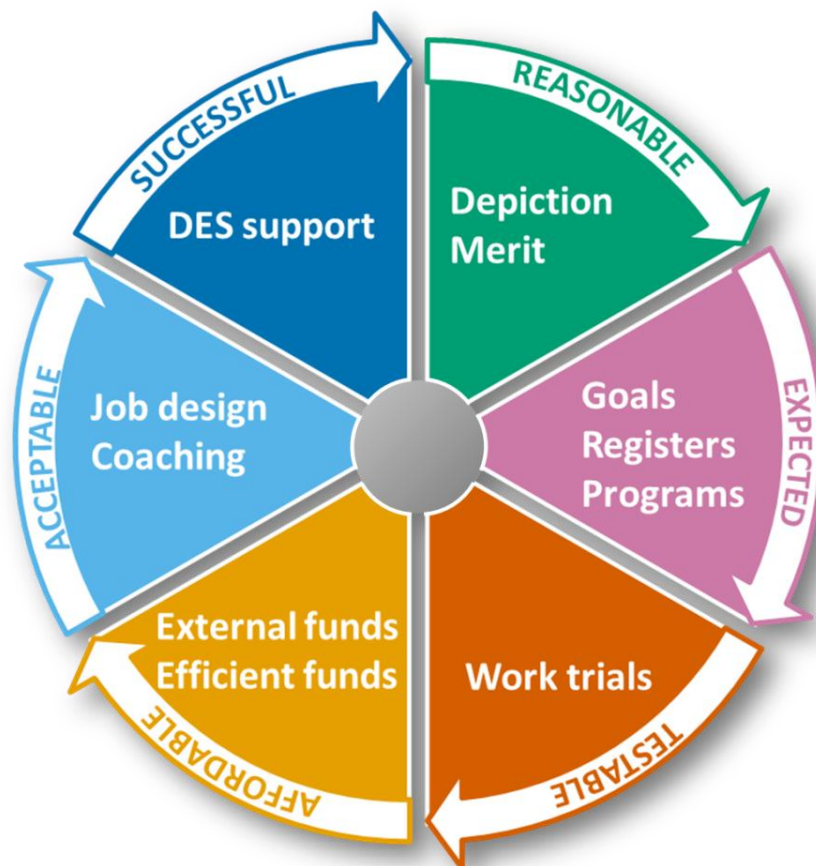 REASONABLE
Depiction
Merit
EXPECTED
Goals
Registers
Programs
TESTABLE
Work trials
AFFORDABLE
External funds
Efficient funds
ACCEPTABLE
Job design
Coaching
SUCCESSFUL
DES support